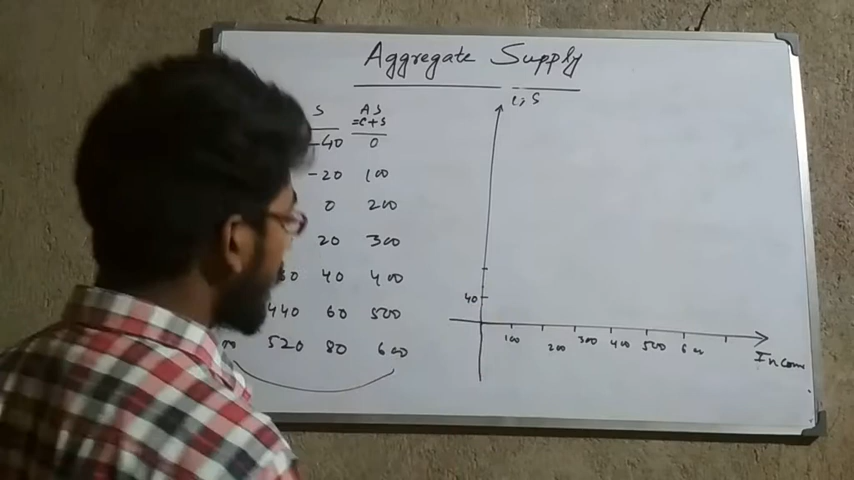 Aggregate Supply
S AS
=C+S
-40 0
-20 100
0 200
20 300
40 400
440 60 500
520 80 600
C, S
40
100 200 300 400 500 600
Income